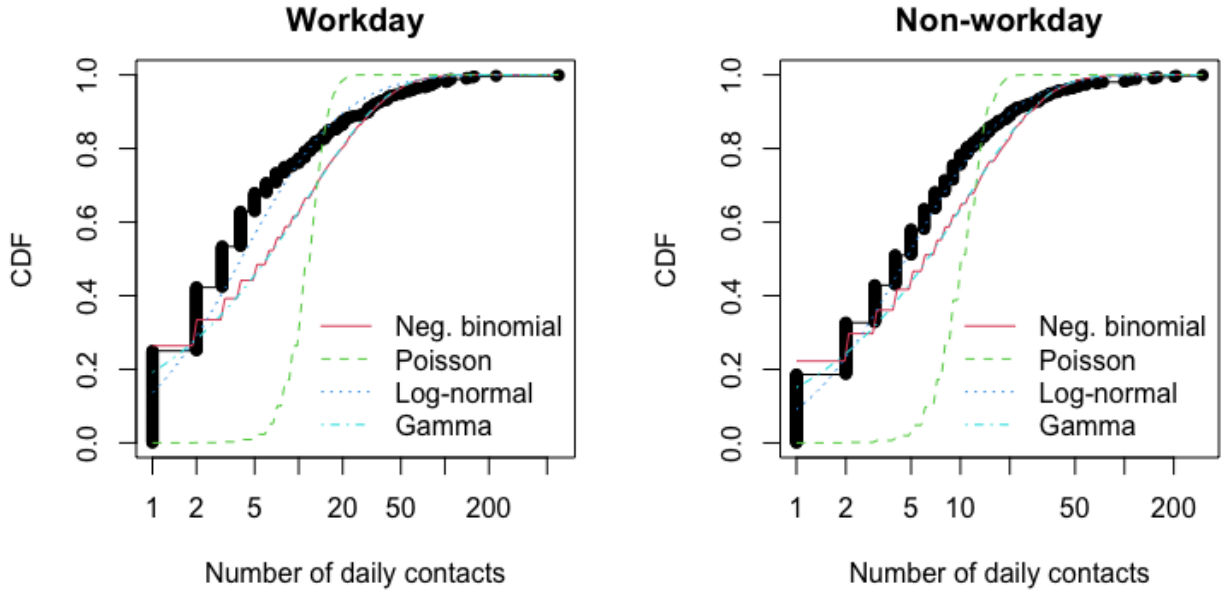 Workday
CDF
1.0
0.8
0.6
0.4
0.2
0.0
Neg. binomial
Poisson
Log-normal
Gamma
1 2 5 20 50 200
Number of daily contacts
Non-workday
CDF
1.0
0.8
0.6
0.4
0.2
0.0
Neg. binomial
Poisson
Log-normal
Gamma
1 2 5 10 50 200
Number of daily contacts